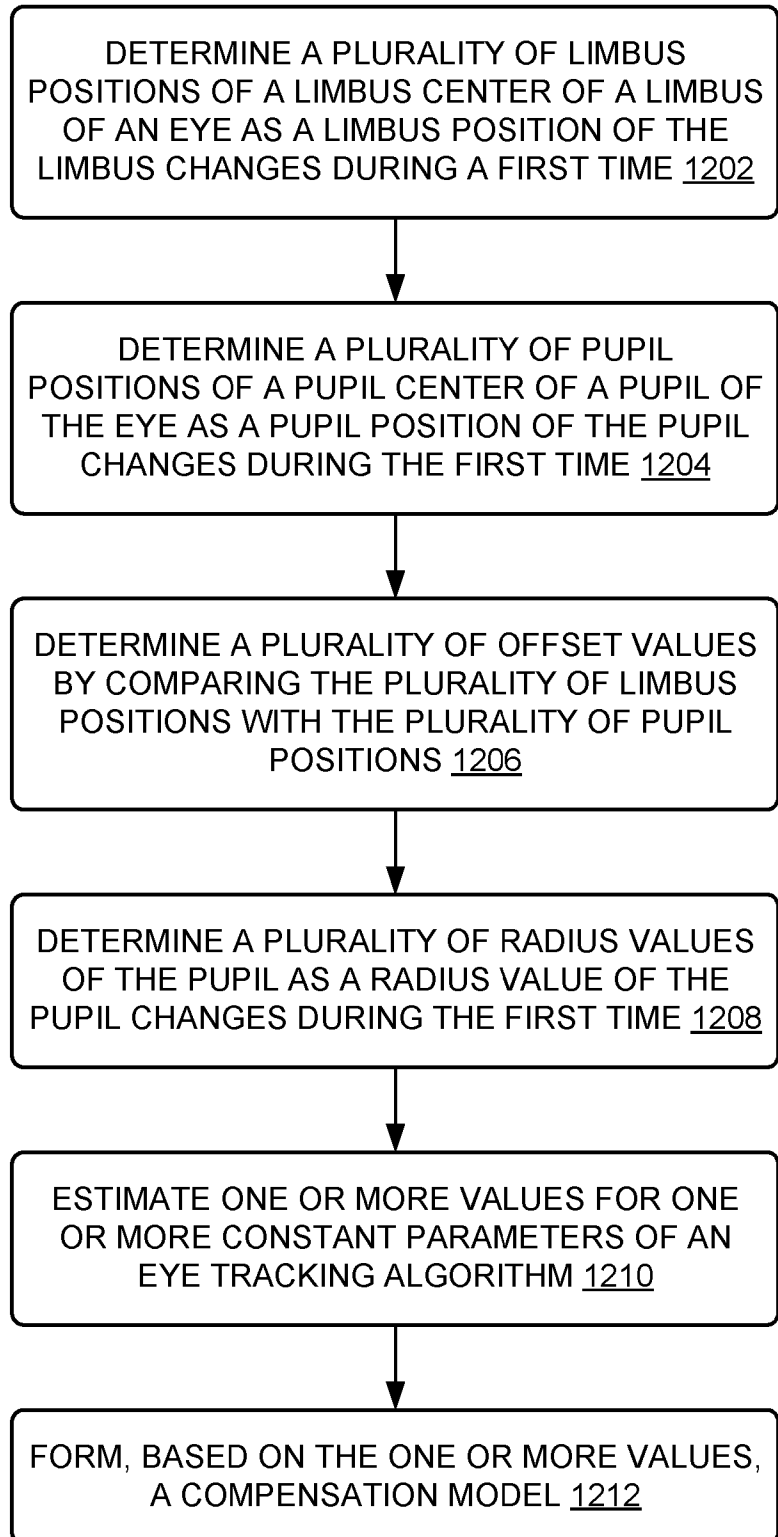 DETERMINE A PLURALITY OF LIMBUS
POSITIONS OF A LIMBUS CENTER OF A LIMBUS
OF AN EYE AS A LIMBUS POSITION OF THE
LIMBUS CHANGES DURING A FIRST TIME 1202
DETERMINE A PLURALITY OF PUPIL
POSITIONS OF A PUPIL CENTER OF A PUPIL OF
THE EYE AS A PUPIL POSITION OF THE PUPIL
CHANGES DURING THE FIRST TIME 1204
DETERMINE A PLURALITY OF OFFSET VALUES
BY COMPARING THE PLURALITY OF LIMBUS
POSITIONS WITH THE PLURALITY OF PUPIL
POSITIONS 1206
DETERMINE A PLURALITY OF RADIUS VALUES
OF THE PUPIL AS A RADIUS VALUE OF THE
PUPIL CHANGES DURING THE FIRST TIME 1208
ESTIMATE ONE OR MORE VALUES FOR ONE
OR MORE CONSTANT PARAMETERS OF AN
EYE TRACKING ALGORITHM 1210
FORM, BASED ON THE ONE OR MORE VALUES,
A COMPENSATION MODEL 1212